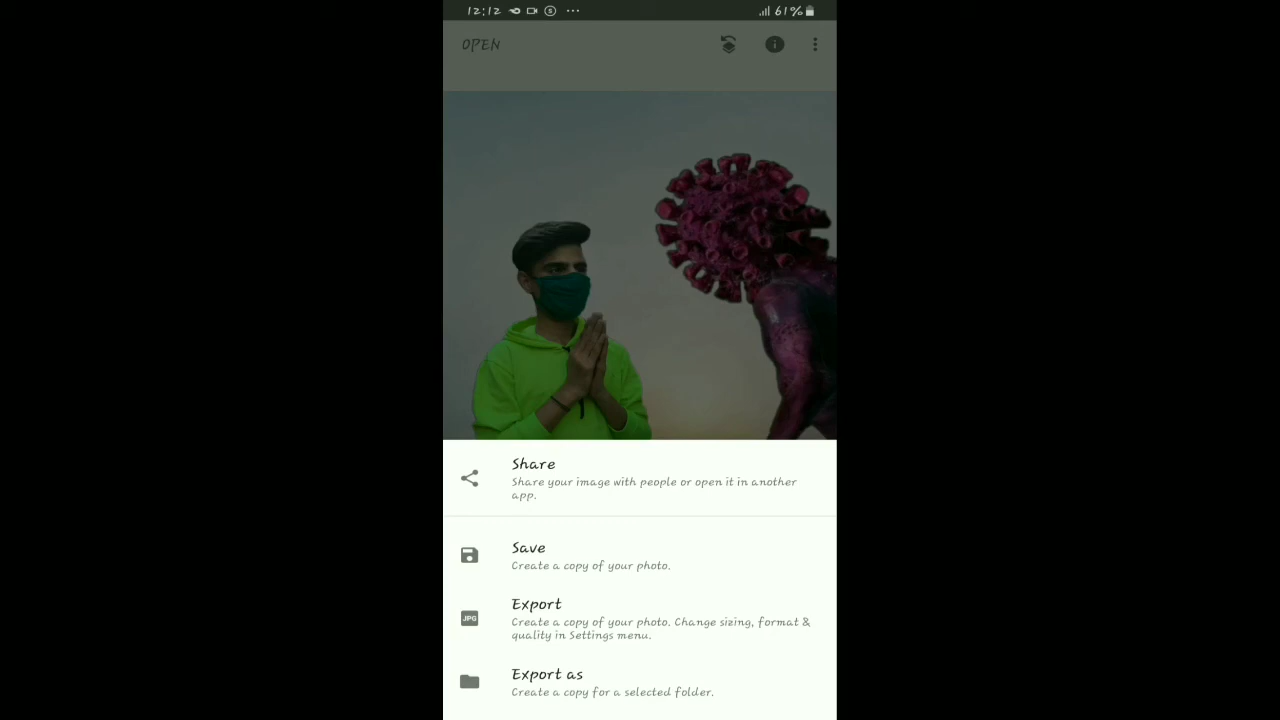 12:12
61%
OPEN
Share
Share your image with people or open it in another
app.
Save
Create a copy of your photo.
Export
JPG
Create a copy of your photo. Change sizing, format &
quality in Settings menu.
Export as
Create a copy for a selected folder.